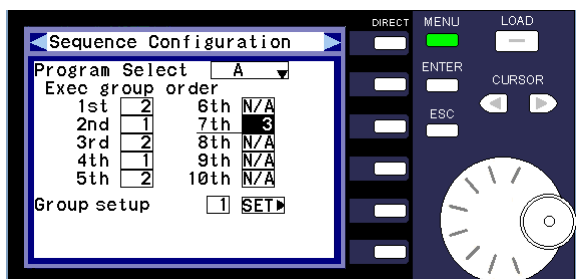 Sequence Configuration
Program Select A
Exec group order
1st 2 6th N/A
2nd 1 7th 3
3rd 2 8th N/A
4th 1 9th N/A
5th 2 10th N/A
Group setup 1 SET
DIRECT
MENU
LOAD
ENTER
CURSOR
ESC